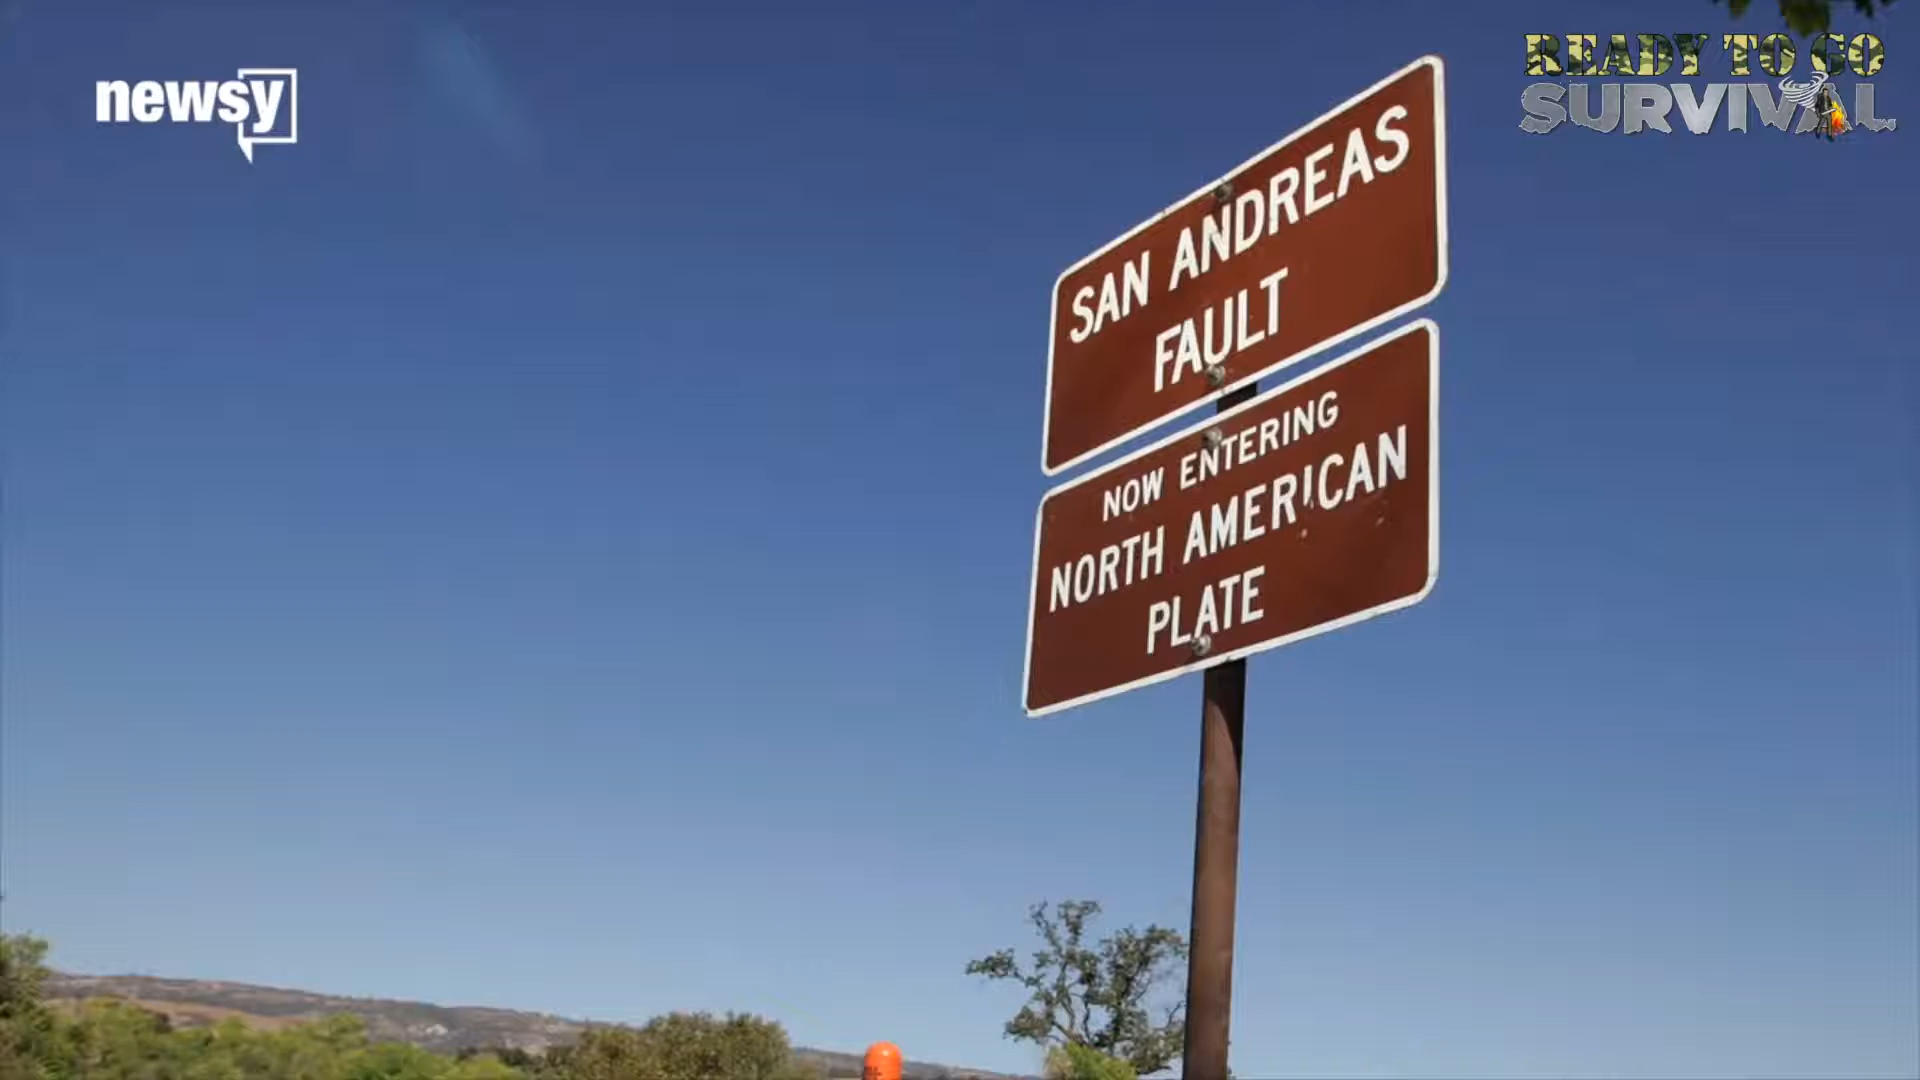 newsy
READY TO GO
SURVIVAL
SAN ANDREAS
FAULT
NOW ENTERING
NORTH AMERICAN
PLATE